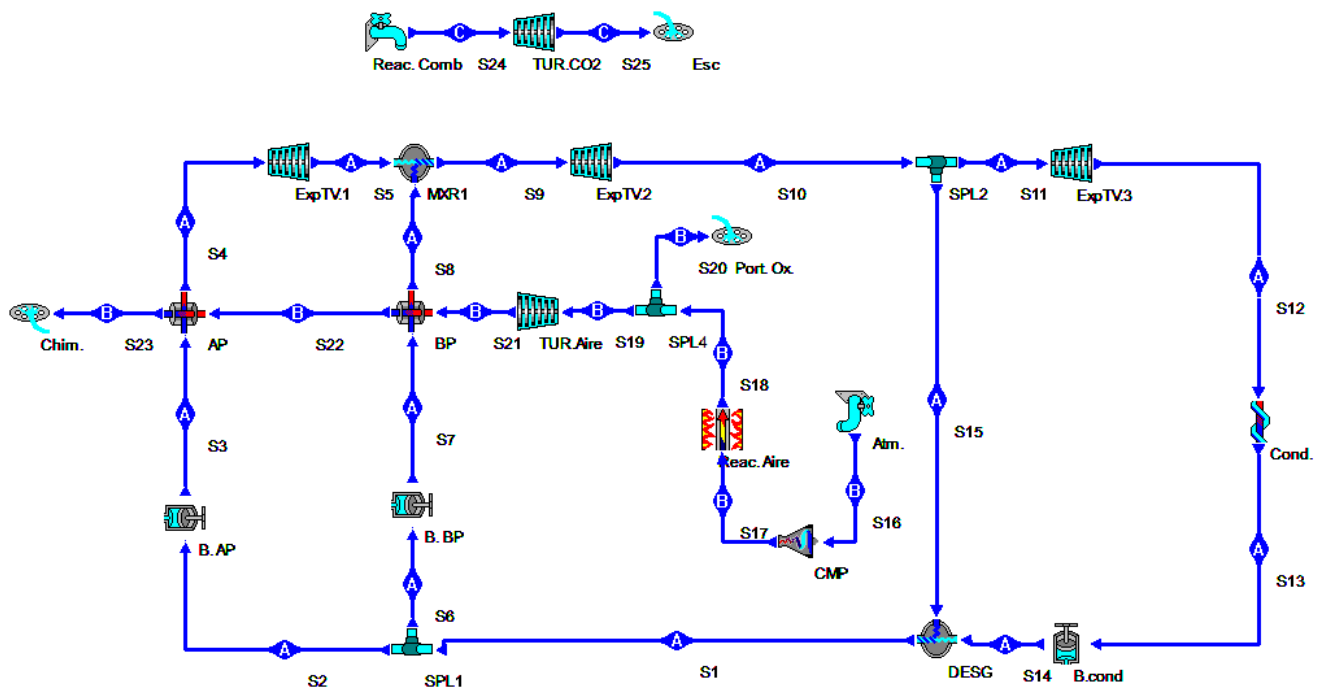 C C
Reac. Comb S24 TUR.CO2 S25 Esc
A A A A
ExpTV.1 S5 MXR1 S9 ExpTV.2 S10 SPL2 S11 ExpTV.3
A A B
S4 S8 S20 Port. Ox.
A
S12
B B B B
Chim. S23 AP S22 BP S21 TUR.Aire S19 SPL4
B
S18
A A A
S3 S7 S15
Reac. Aire Atm. Cond.
B B
S17 S16
B. AP B. BP CMP
A
S13
A
S6
A A A
S2 SPL1 S1 DESG S14 B.cond